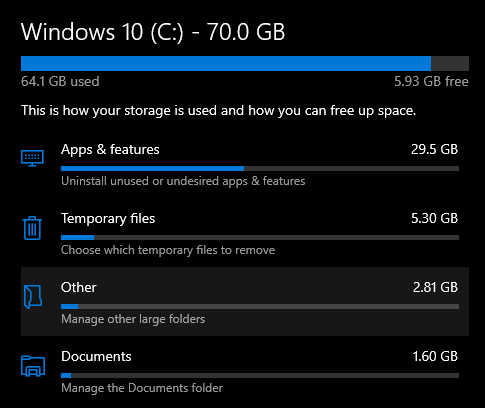 Windows 10 (C:) - 70.0 GB
64.1 GB used 5.93 GB free
This is how your storage is used and how you can free up space.
Apps & features 29.5 GB
Uninstall unused or undesired apps & features
Temporary files 5.30 GB
Choose which temporary files to remove
Other 2.81 GB
Manage other large folders
Documents 1.60 GB
Manage the Documents folder